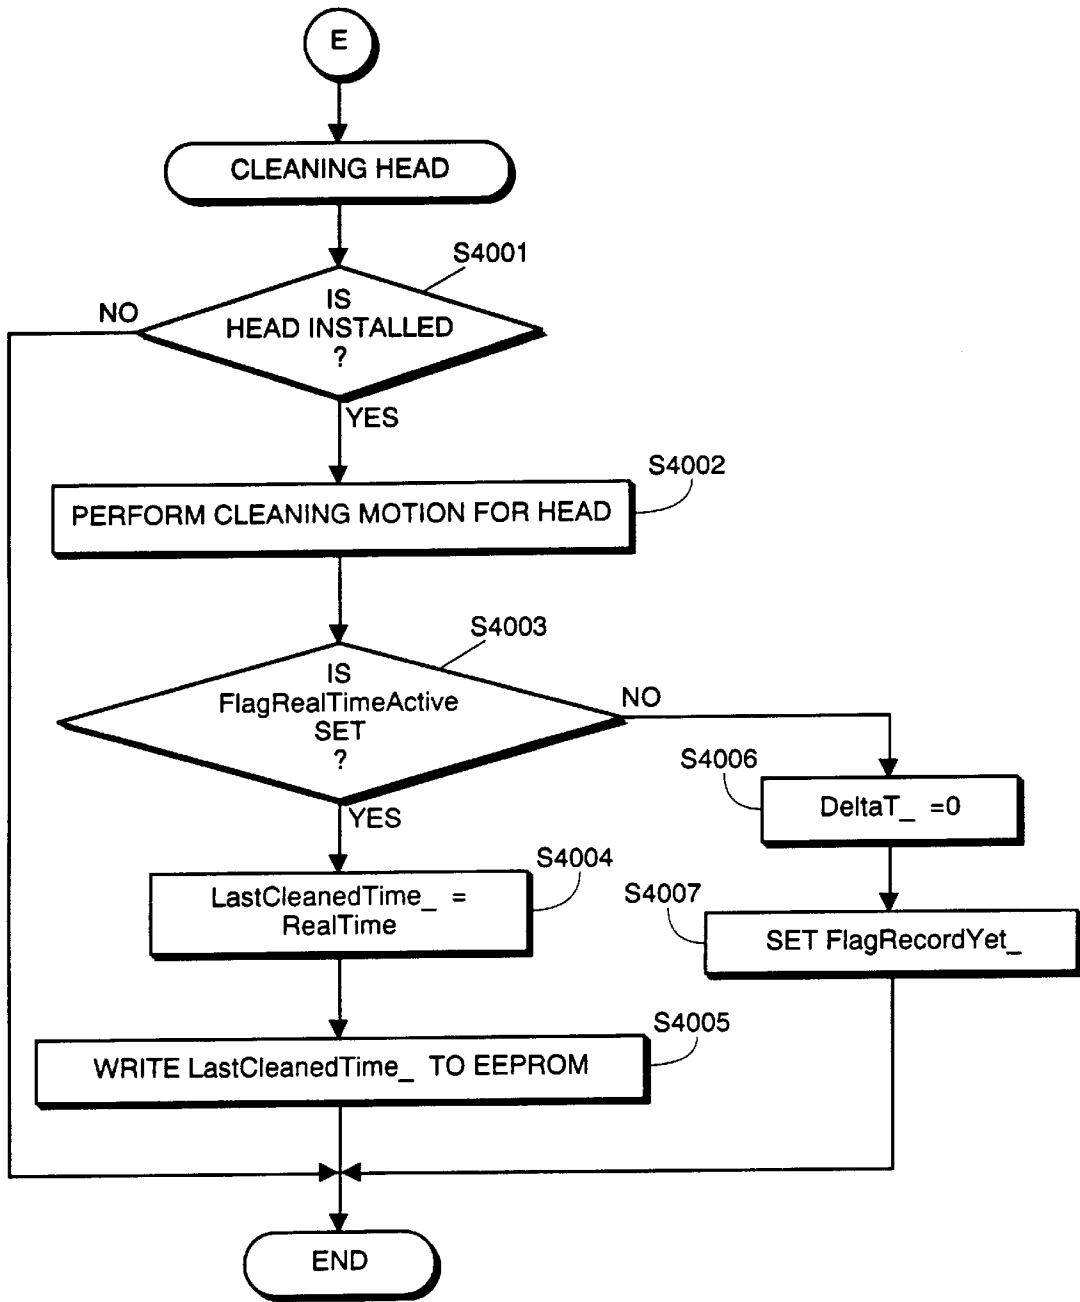 E
CLEANING HEAD
S4001
NO
IS
HEAD INSTALLED
?
YES
S4002
PERFORM CLEANING MOTION FOR HEAD
S4003
IS
FlagRealTimeActive
SET
?
NO
YES
S4006
DeltaT_ =0
S4004
LastCleanedTime_ =
RealTime
S4007
SET FlagRecordYet_
S4005
WRITE LastCleanedTime_ TO EEPROM
END